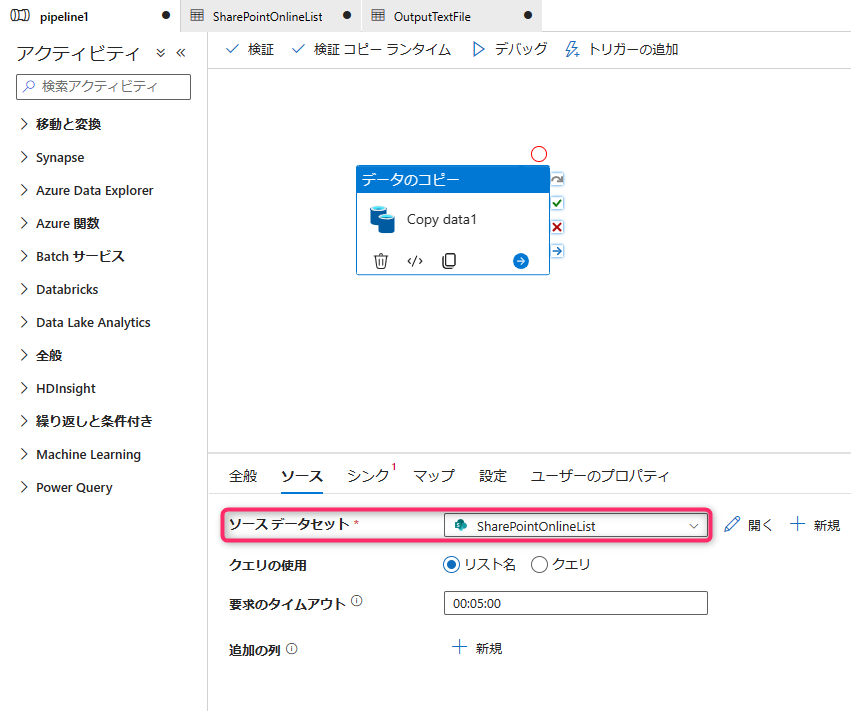 pipeline1 SharePointOnlineList OutputTextFile
アクティビティ
検索アクティビティ
移動と変換
Synapse
Azure Data Explorer
Azure 関数
Batch サービス
Databricks
Data Lake Analytics
全般
HDInsight
繰り返しと条件付き
Machine Learning
Power Query
検証 検証 コピー ランタイム デバッグ トリガーの追加
データのコピー
Copy data1
全般 ソース シンク 1 マップ 設定 ユーザーのプロパティ
ソース データセット * SharePointOnlineList 開く 新規
クエリの使用 リスト名 クエリ
要求のタイムアウト 00:05:00
追加の列 新規